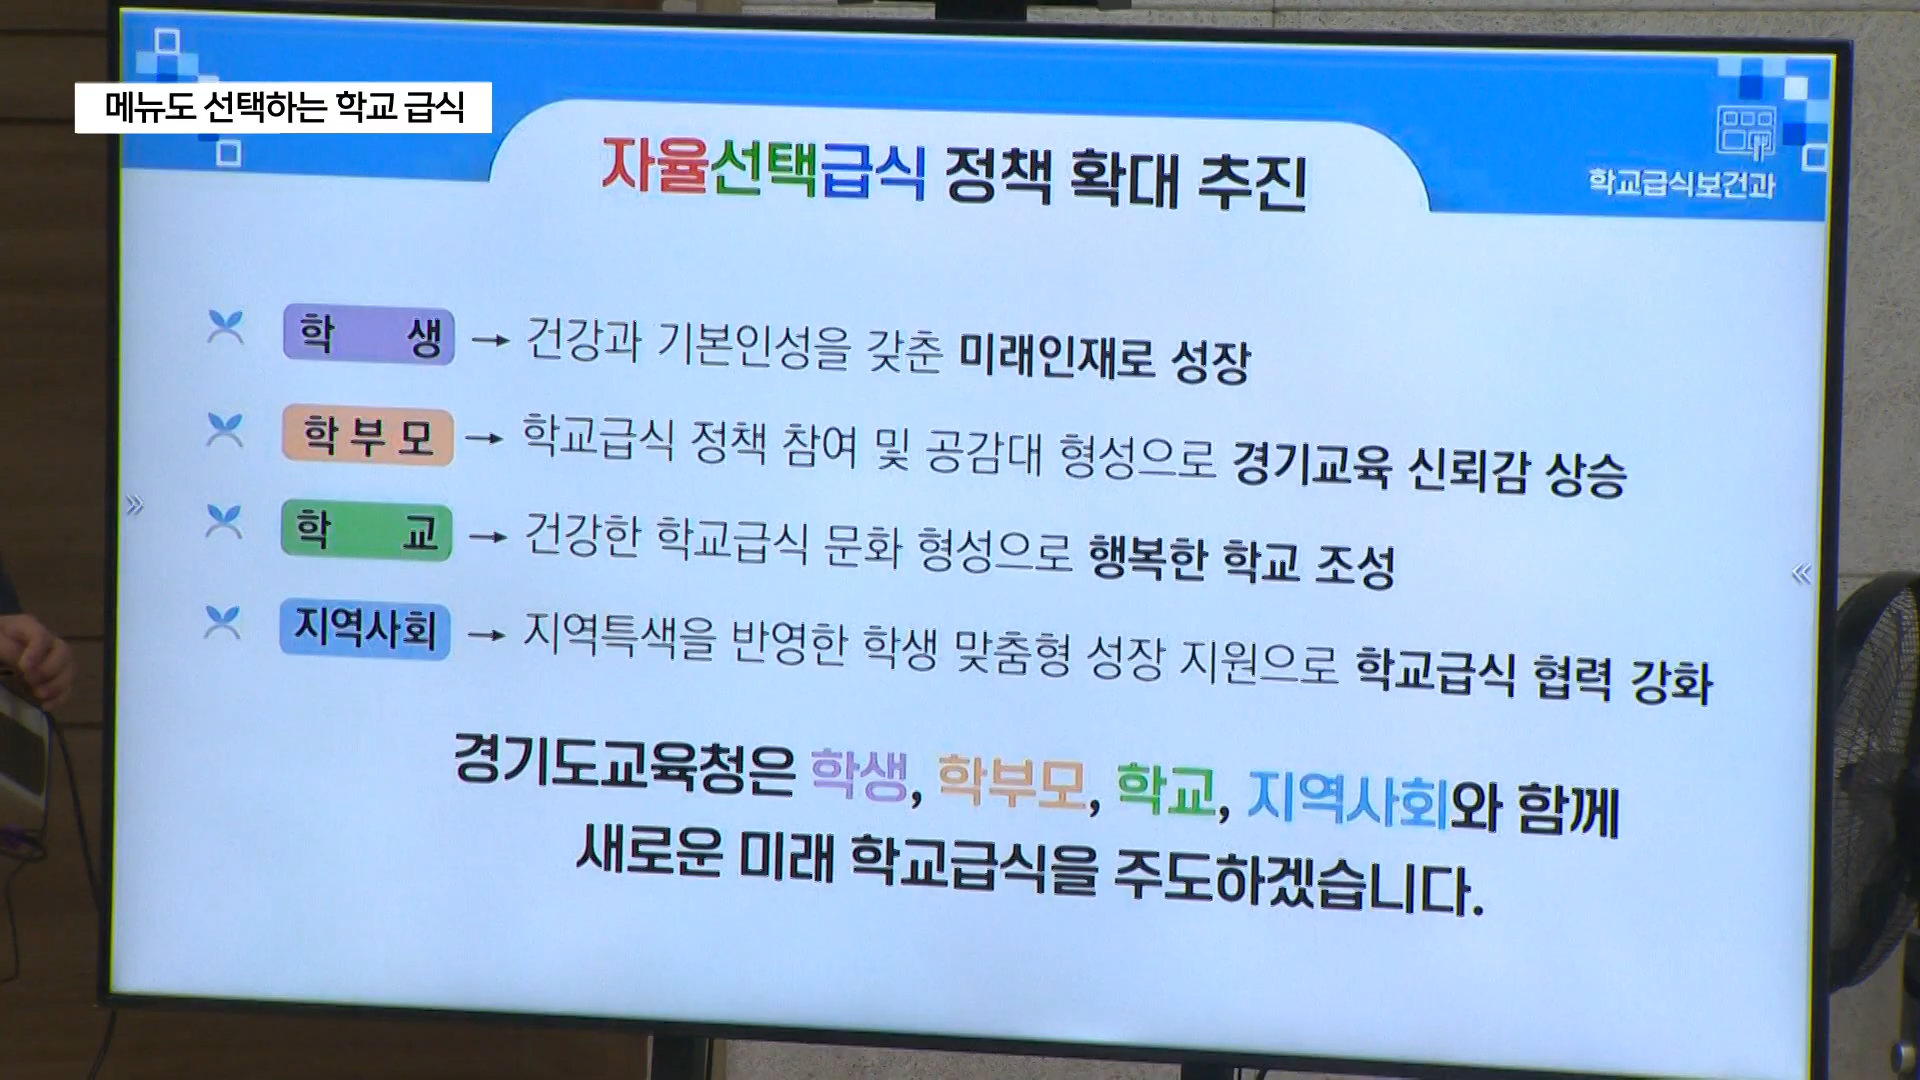 메뉴도 선택하는 학교 급식
자율선택급식 정책 확대 추진
학교급식보건과
학 생 → 건강과 기본인성을 갖춘 미래인재로 성장
학부모 → 학교급식 정책 참여 및 공감대 형성으로 경기교육 신뢰감 상승
학 교 → 건강한 학교급식 문화 형성으로 행복한 학교 조성
지역사회 → 지역특색을 반영한 학생 맞춤형 성장 지원으로 학교급식 협력 강화
경기도교육청은 학생, 학부모, 학교, 지역사회와 함께
새로운 미래 학교급식을 주도하겠습니다.